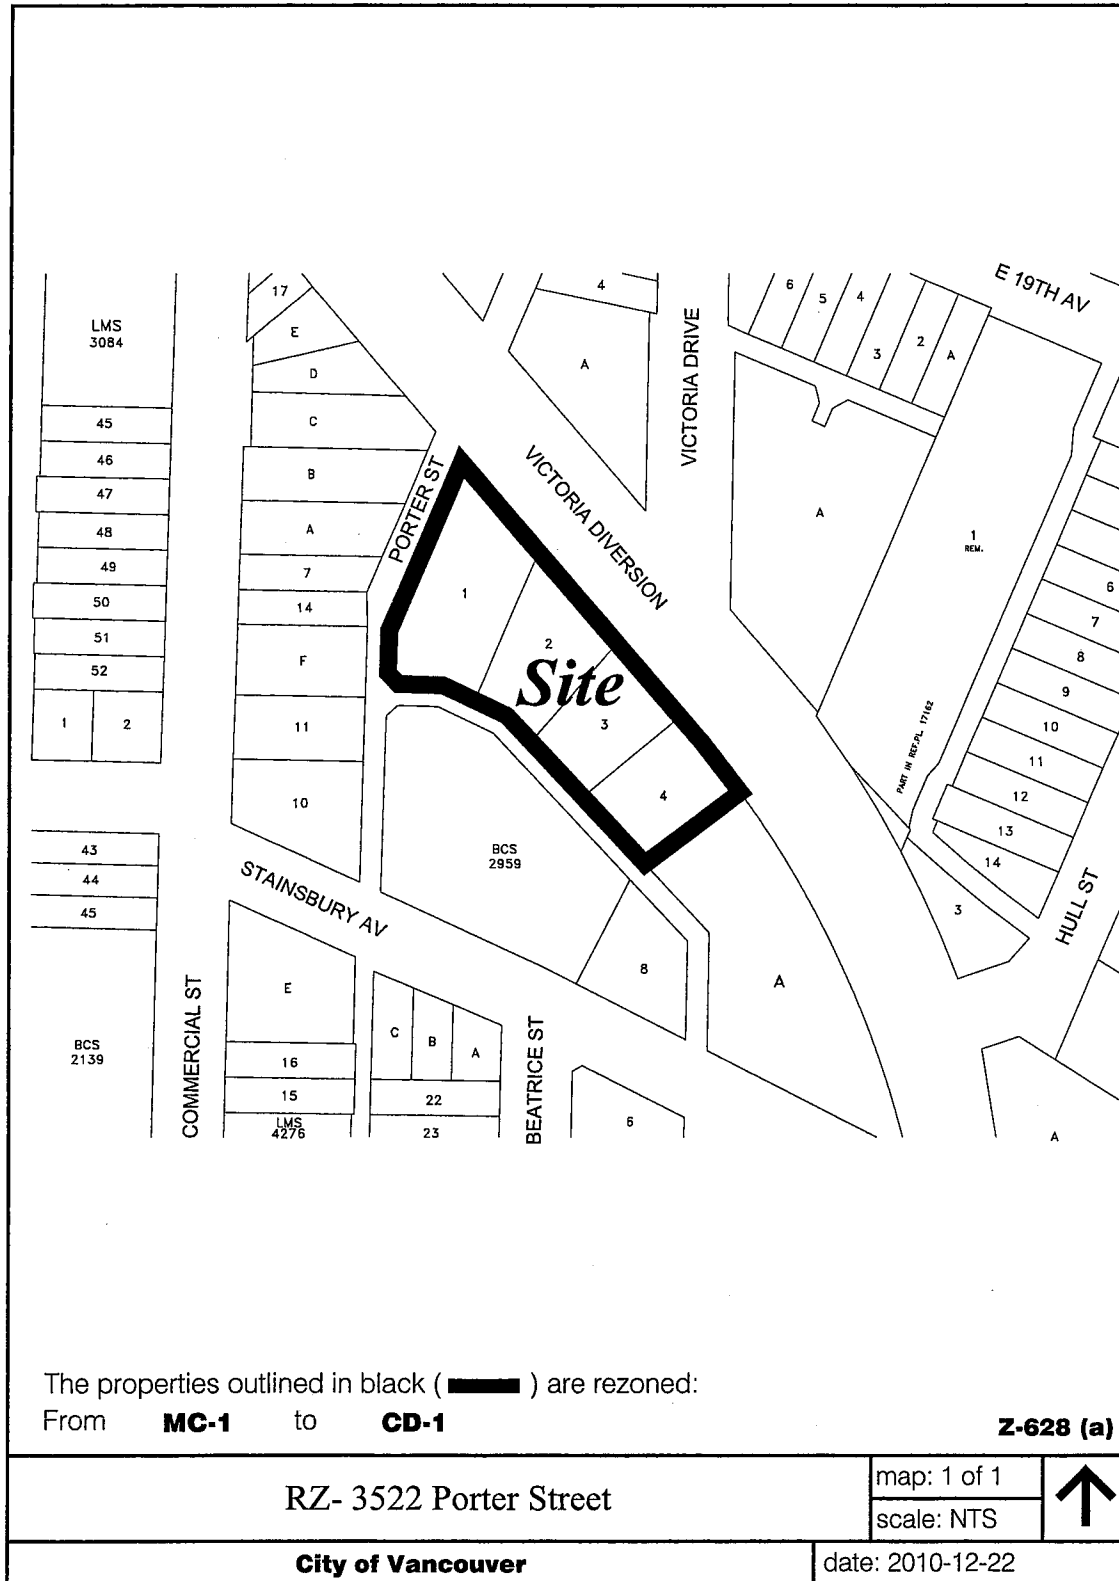 E 19TH AV
17
4
6
5
4
LMS
3084
E
3
2
A
VICTORIA DRIVE
A
D
45
C
46
B
PORTER ST
VICTORIA DIVERSION
47
48
A
A
1
REM.
49
7
50
14
1
6
51
2
7
52
F
Site
8
1
2
11
3
9
10
PART IN REF.PL. 17162
11
10
4
12
43
BCS
2959
13
44
STAINSBURY AV
14
45
3
HULL ST
8
A
COMMERCIAL ST
E
BEATRICE ST
C
B
A
BCS
2139
16
15
22
LMS
4276
23
6
A
The properties outlined in black ( ) are rezoned:
From MC-1 to CD-1
Z-628 (a)
RZ- 3522 Porter Street
map: 1 of 1
scale: NTS
City of Vancouver
date: 2010-12-22